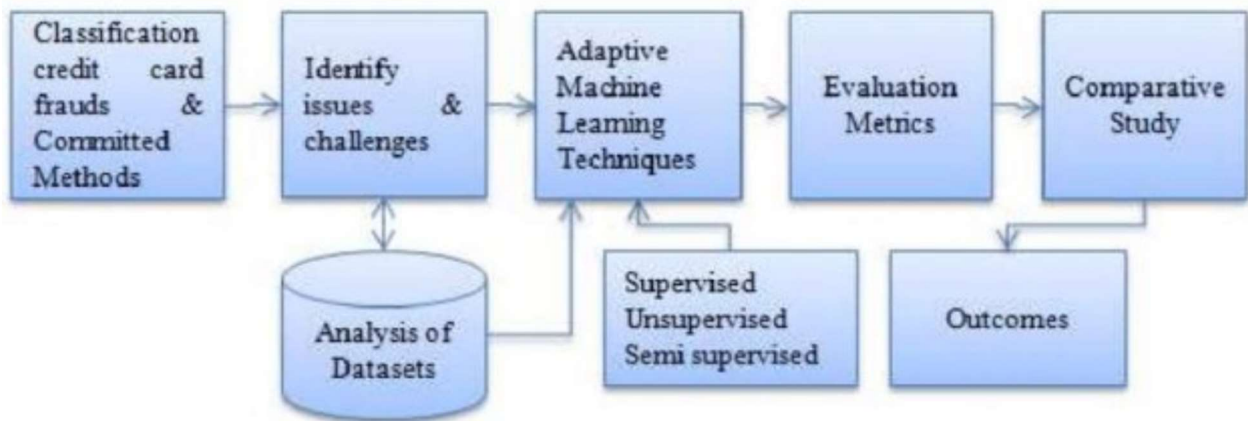 Classification
credit card
frauds &
Committed
Methods
Identify
issues &
challenges
Adaptive
Machine
Learning
Techniques
Evaluation
Metrics
Comparative
Study
Analysis of
Datasets
Supervised
Unsupervised
Semi supervised
Outcomes